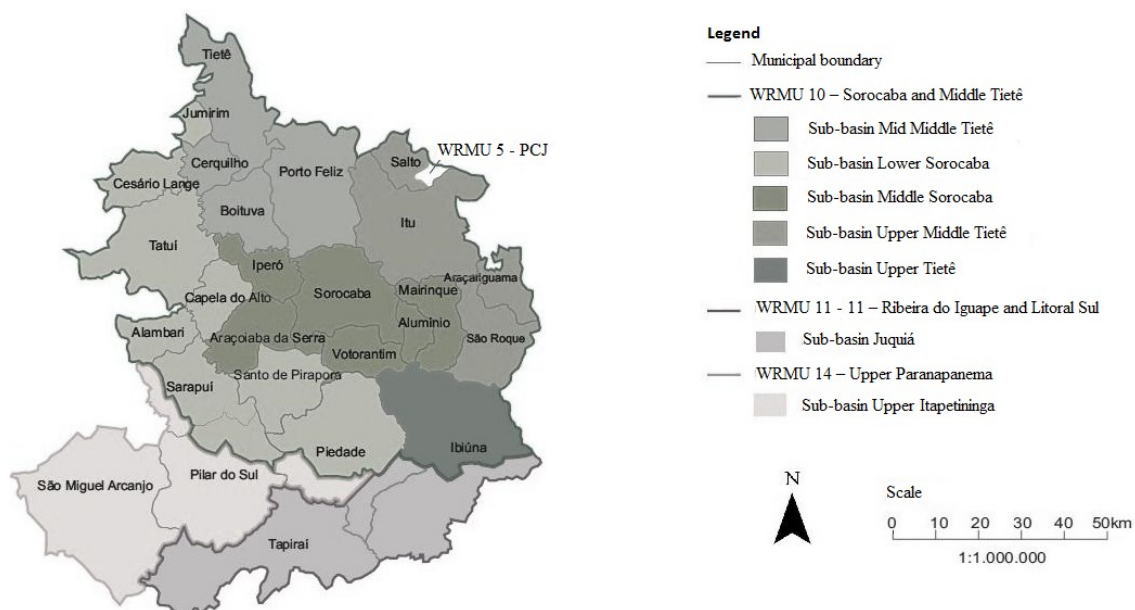 Tietê
Jumirim
Cerquilho
Cesário Lange
Porto Feliz
Salto
WRMU 5 - PCJ
Boituva
Itu
Tatuí
Iperó
Araçariguama
Capela do Alto
Sorocaba
Mairinque
Alambari
Araçoiaba da Serra
Alumínio
São Roque
Votorantim
Santo de Pirapora
Sarapuí
Piedade
Ibiúna
São Miguel Arcanjo
Pilar do Sul
Tapiraí
Legend
Municipal boundary
WRMU 10 – Sorocaba and Middle Tietê
Sub-basin Mid Middle Tietê
Sub-basin Lower Sorocaba
Sub-basin Middle Sorocaba
Sub-basin Upper Middle Tietê
Sub-basin Upper Tietê
WRMU 11 - 11 – Ribeira do Iguape and Litoral Sul
Sub-basin Juquiá
WRMU 14 – Upper Paranapanema
Sub-basin Upper Itapetininga
N
Scale
0 10 20 30 40 50km
1:1.000.000